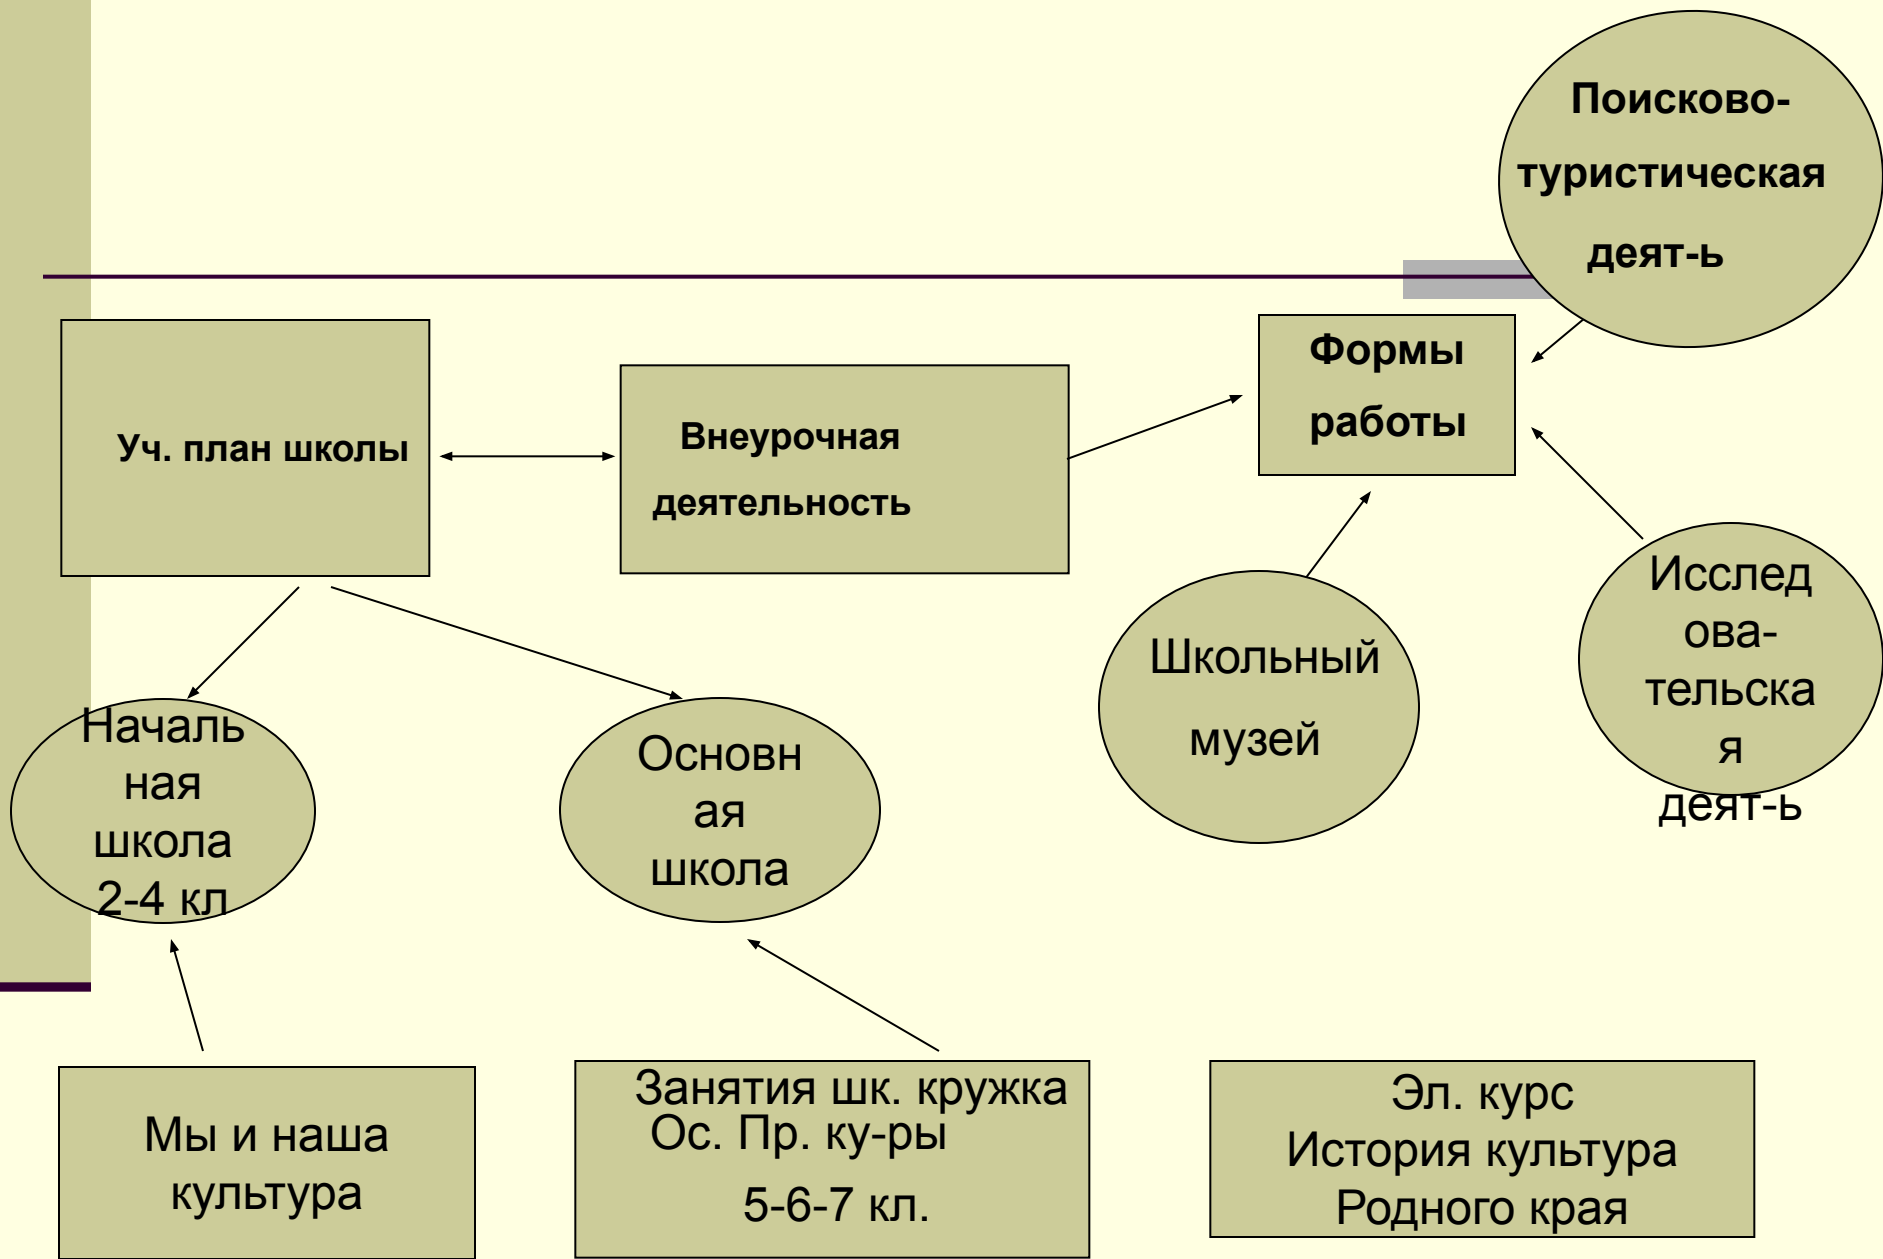 Поисково-
туристическая
деят-ь
Уч. план школы
Внеурочная
деятельность
Формы
работы
Школьный
музей
Исслед
ова-
тельска
я
деят-ь
Началь
ная
школа
2-4 кл
Основн
ая
школа
Мы и наша
культура
Занятия шк. кружка
Ос. Пр. ку-ры
5-6-7 кл.
Эл. курс
История культура
Родного края